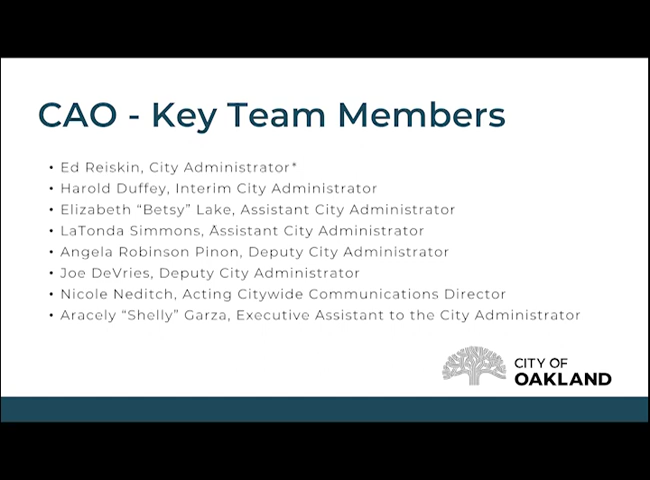 CAO - Key Team Members
• Ed Reiskin, City Administrator*
• Harold Duffey, Interim City Administrator
• Elizabeth “Betsy” Lake, Assistant City Administrator
• LaTonda Simmons, Assistant City Administrator
• Angela Robinson Pinon, Deputy City Administrator
• Joe DeVries, Deputy City Administrator
• Nicole Neditch, Acting Citywide Communications Director
• Aracely “Shelly” Garza, Executive Assistant to the City Administrator
CITY OF
OAKLAND